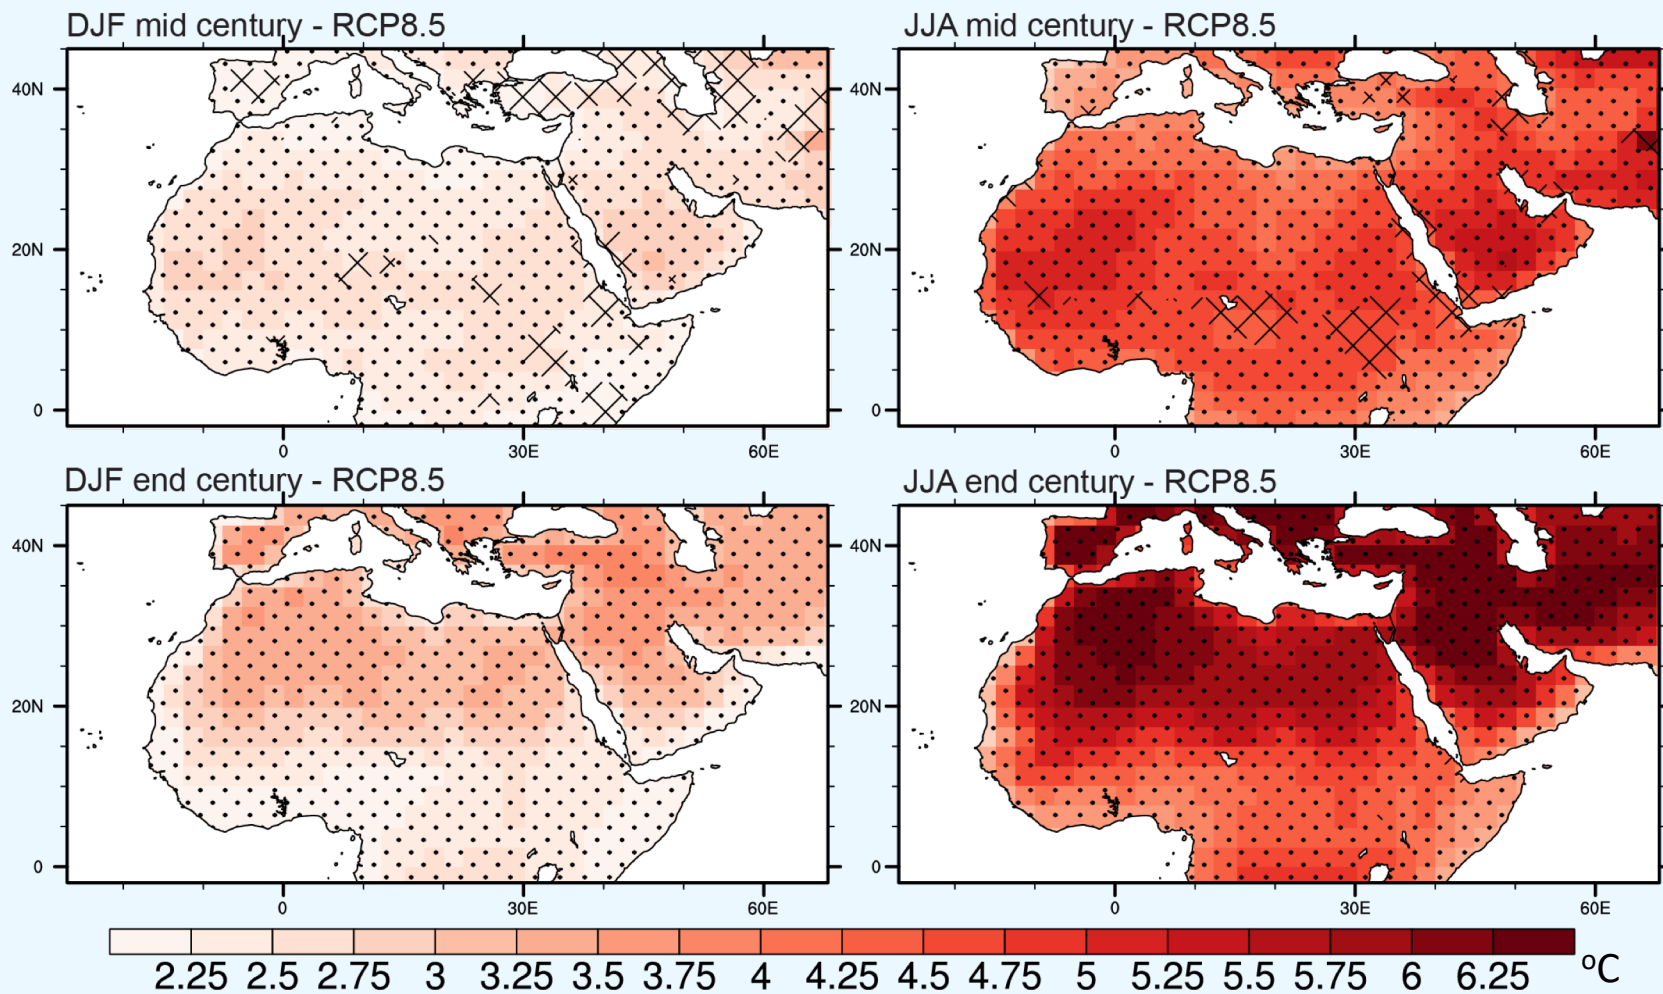 DJF mid century - RCP8.5
JJA mid century - RCP8.5
40N
20N
0
0
30E
60E
40N
20N
0
0
30E
60E
DJF end century - RCP8.5
JJA end century - RCP8.5
40N
20N
0
0
30E
60E
40N
20N
0
0
30E
60E
2.25 2.5 2.75 3 3.25 3.5 3.75 4 4.25 4.5 4.75 5 5.25 5.5 5.75 6 6.25 ºC